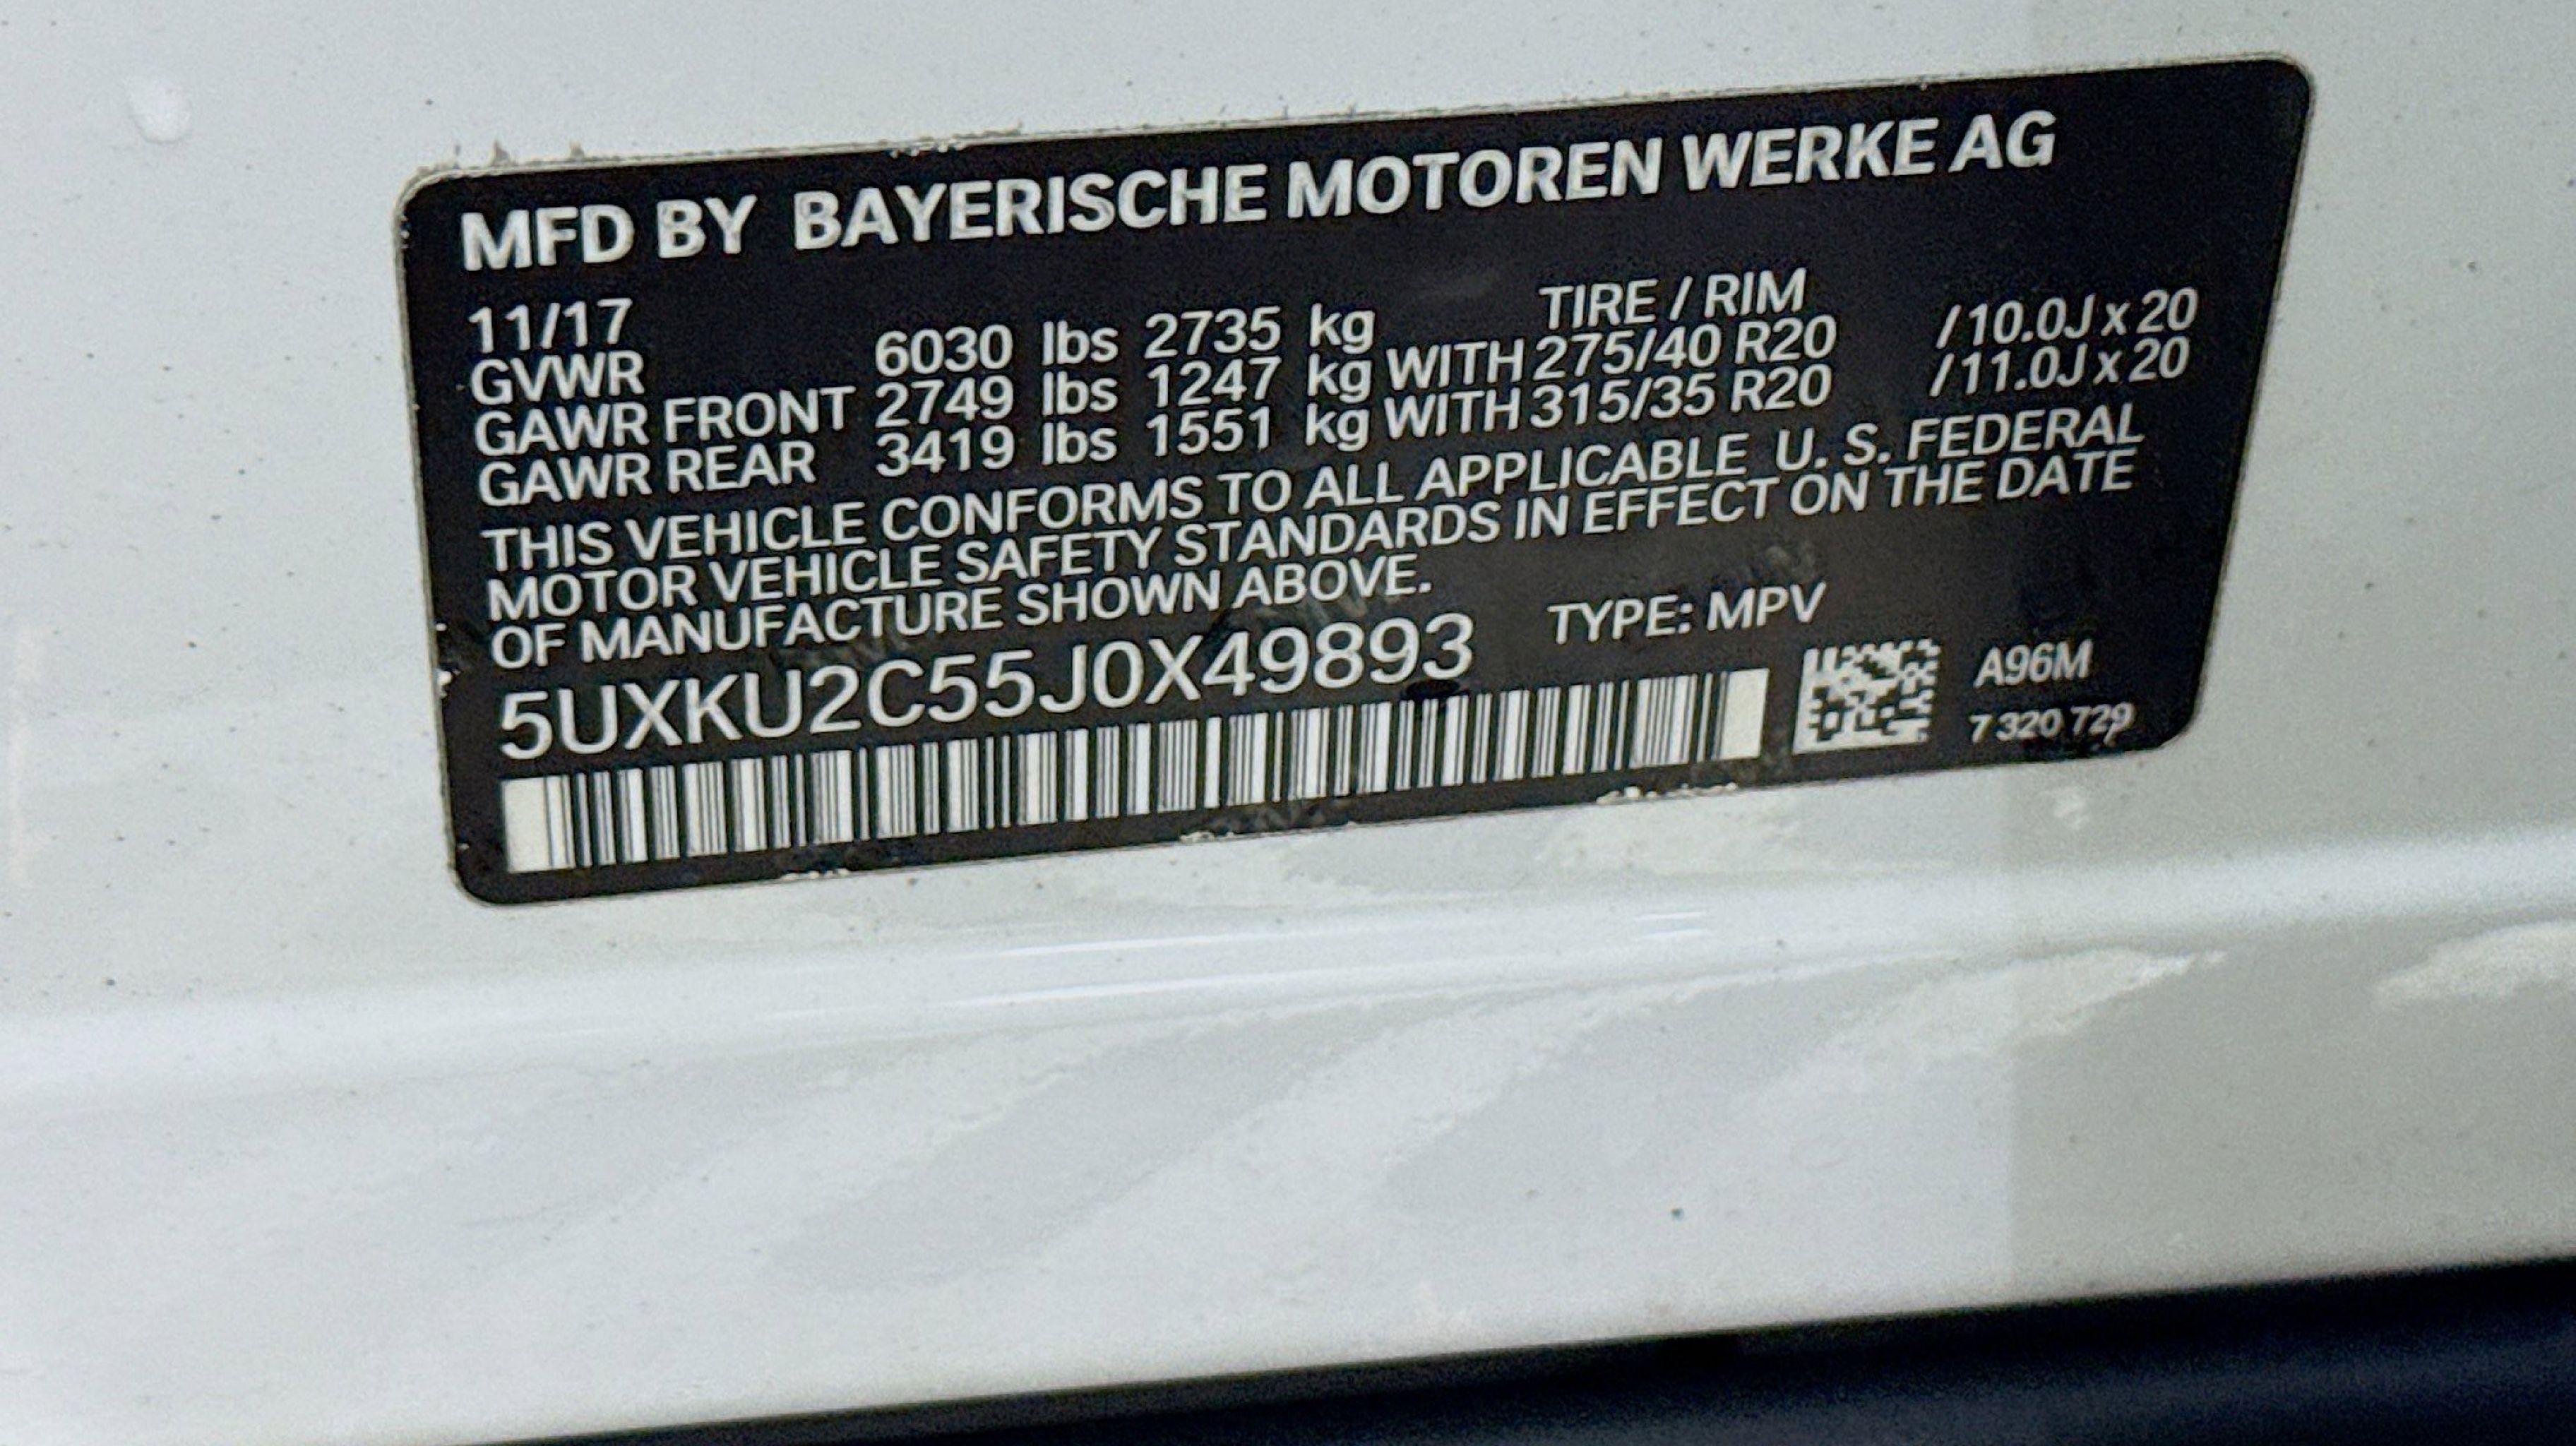 MFD BY BAYERISCHE MOTOREN WERKE AG
11/17 TIRE / RIM
GVWR 6030 lbs 2735 kg
GAWR FRONT 2749 lbs 1247 kg WITH 275/40 R20 /10.0J x 20
GAWR REAR 3419 lbs 1551 kg WITH 315/35 R20 /11.0J x 20
THIS VEHICLE CONFORMS TO ALL APPLICABLE U. S. FEDERAL
MOTOR VEHICLE SAFETY STANDARDS IN EFFECT ON THE DATE
OF MANUFACTURE SHOWN ABOVE.
5UXKU2C55J0X49893 TYPE: MPV
A96M
7 320 729